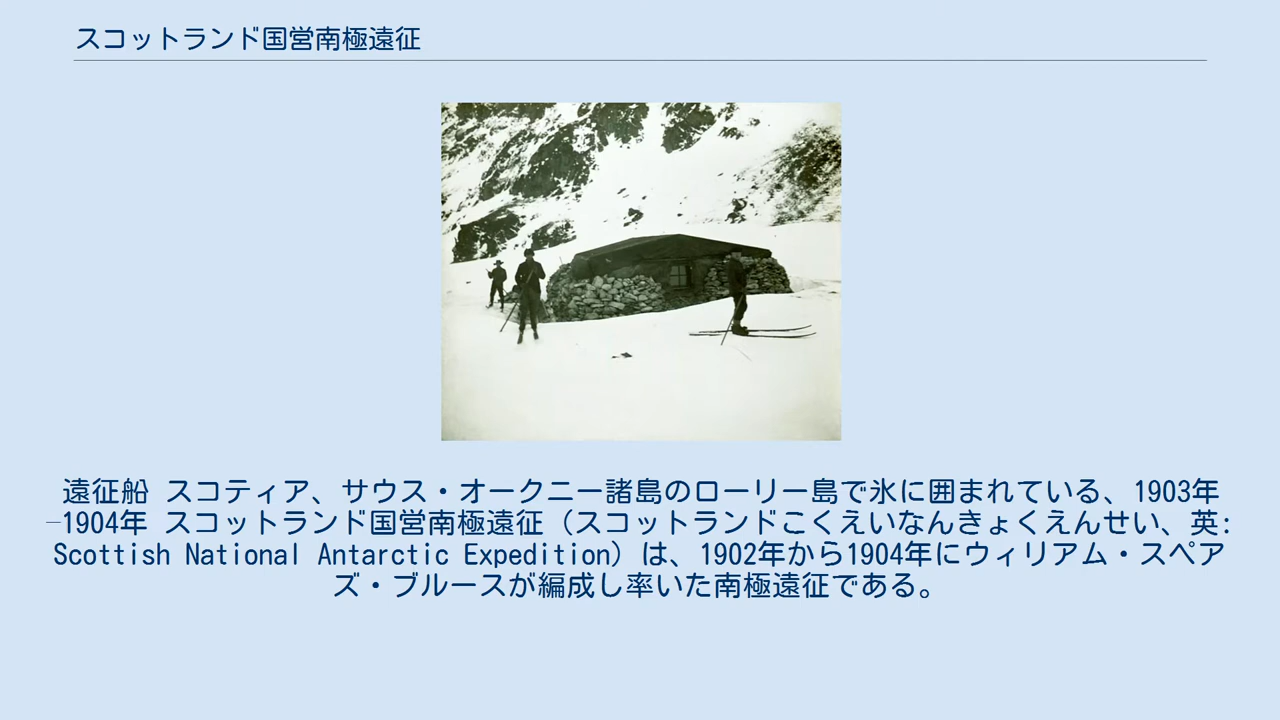 スコットランド国営南極遠征
遠征船 スコティア、サウス・オークニー諸島のローリー島で氷に囲まれている、1903年
–1904年 スコットランド国営南極遠征（スコットランドこくえいなんきょくえんせい、英:
Scottish National Antarctic Expedition）は、1902年から1904年にウィリアム・スペア
ズ・ブルースが編成し率いた南極遠征である。